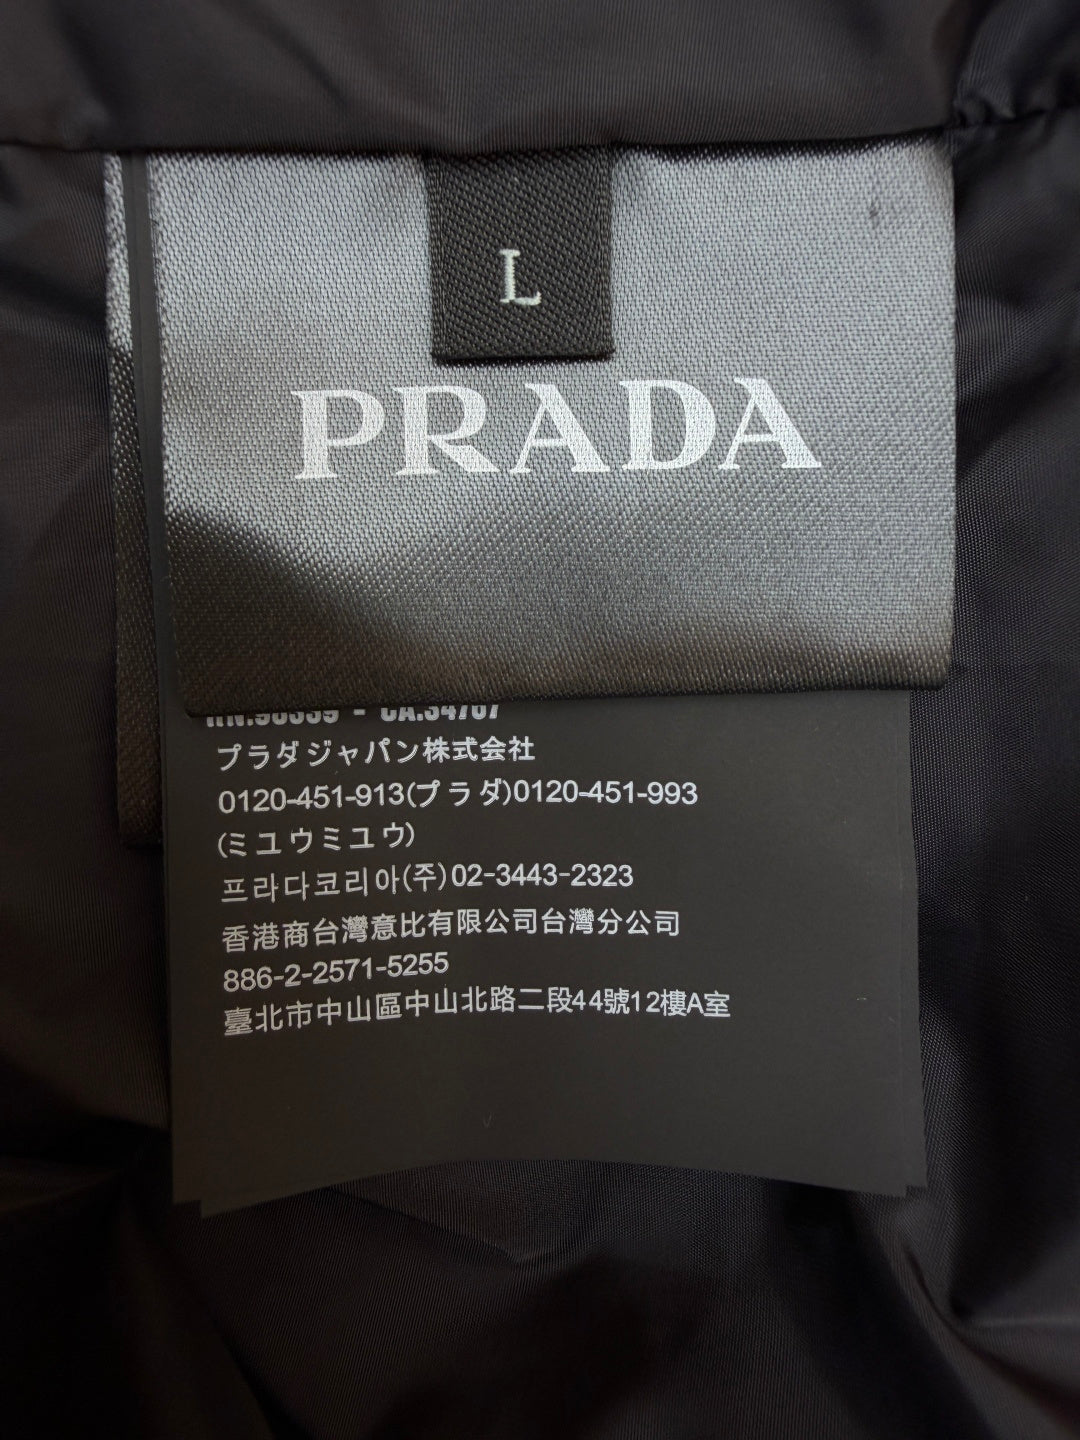 L
PRADA
RN.98339 - CA.34767
プラダジャパン株式会社
0120-451-913(プラダ)0120-451-993
(ミユウミユウ)
프라다코리아(주)02-3443-2323
香港商台灣意比有限公司台灣分公司
886-2-2571-5255
臺北市中山區中山北路二段44號12樓A室